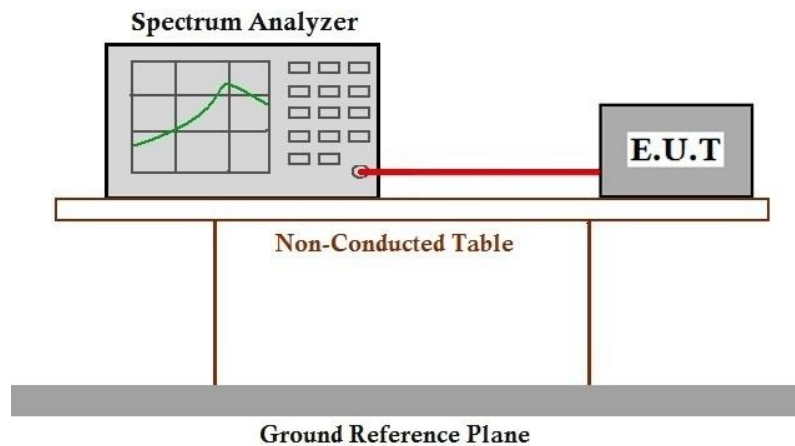 Spectrum Analyzer
E.U.T
Non-Conducted Table
Ground Reference Plane